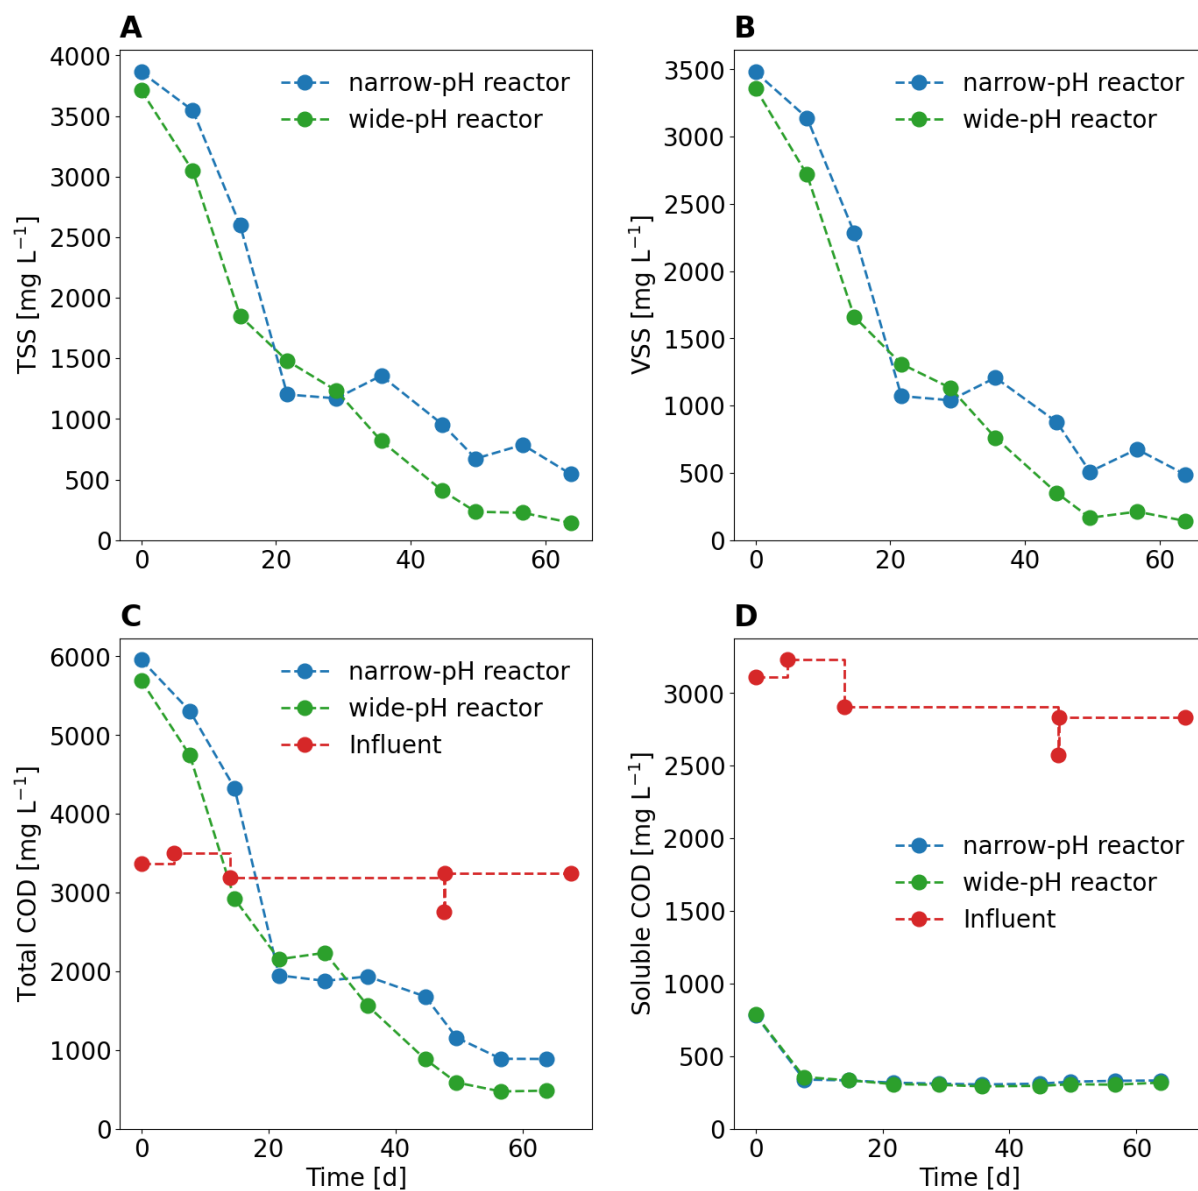 A
TSS [mg L⁻¹]
4000
3500
3000
2500
2000
1500
1000
500
0
0 20 40 60
narrow-pH reactor
wide-pH reactor
B
VSS [mg L⁻¹]
3500
3000
2500
2000
1500
1000
500
0
0 20 40 60
narrow-pH reactor
wide-pH reactor
C
Total COD [mg L⁻¹]
6000
5000
4000
3000
2000
1000
0
0 20 40 60
Time [d]
narrow-pH reactor
wide-pH reactor
Influent
D
Soluble COD [mg L⁻¹]
3000
2500
2000
1500
1000
500
0
0 20 40 60
Time [d]
narrow-pH reactor
wide-pH reactor
Influent